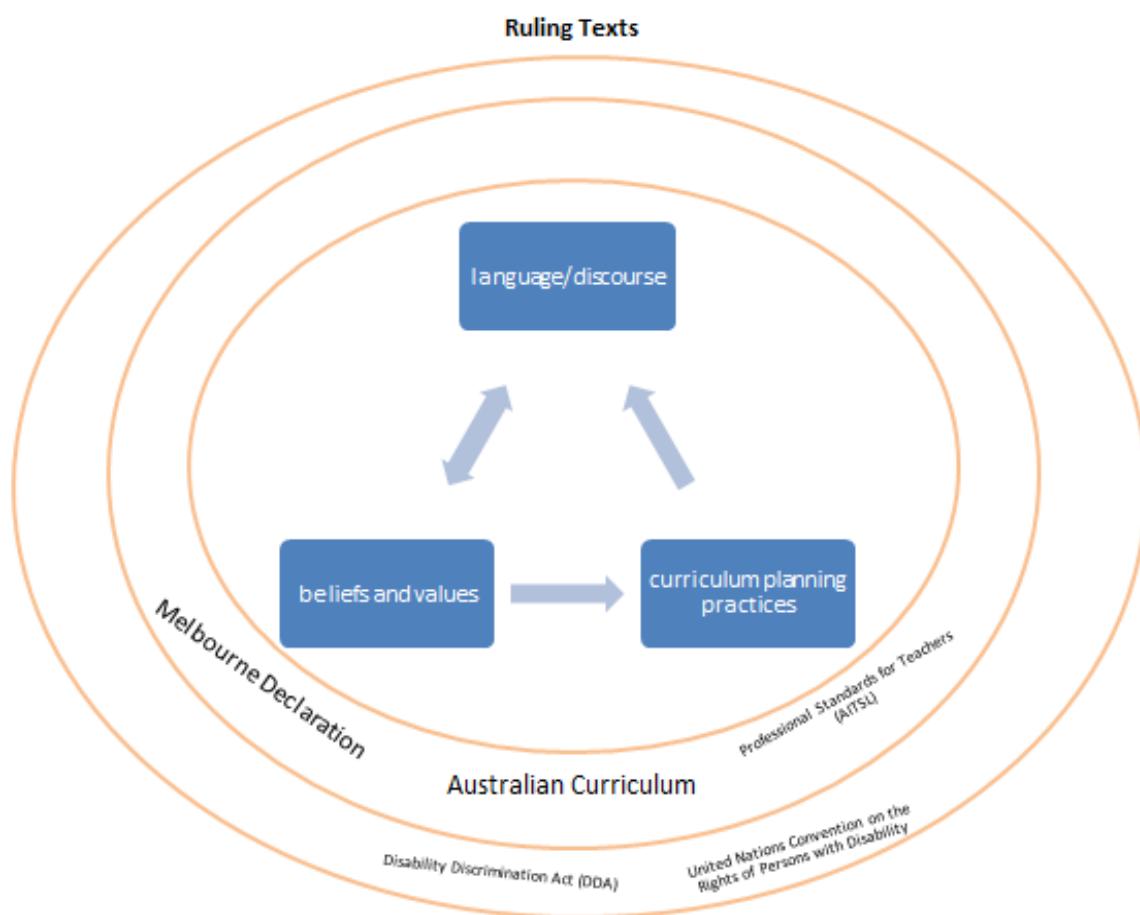 Ruling Texts
language/discourse
beliefs and values
curriculum planning
practices
Melbourne Declaration
Professional Standards for Teachers
(AITSL)
Australian Curriculum
Disability Discrimination Act (DDA)
United Nations Convention on the
Rights of Persons with Disability